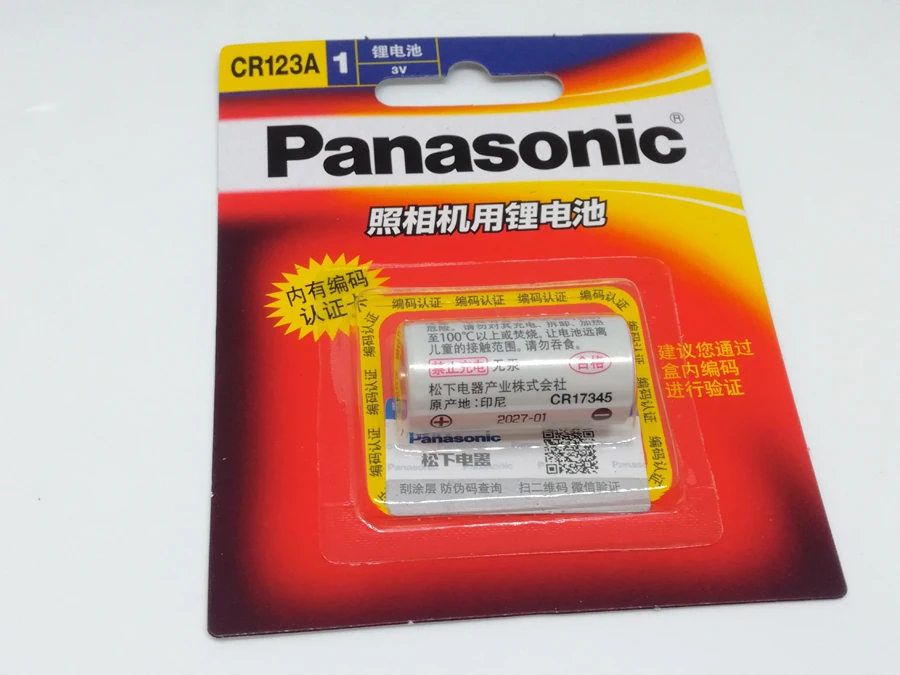 CR123A
1
锂电池
3V
Panasonic®
照相机用锂电池
内有编码
认证卡
编码认证 编码认证 编码认证 编码认证
编码认证
编码认证
编码认证
危险。请勿对其充电、拆卸、加热
至100℃以上或焚烧。让电池远离
儿童的接触范围。请勿吞食。
禁止充电 无汞 合格
松下电器产业株式会社
原产地:印尼 CR17345
⊕ 2027-01 ⊖
建议您通过
盒内编码
进行验证
Panasonic
松下电器
刮涂层 防伪码查询 扫二维码 微信验证